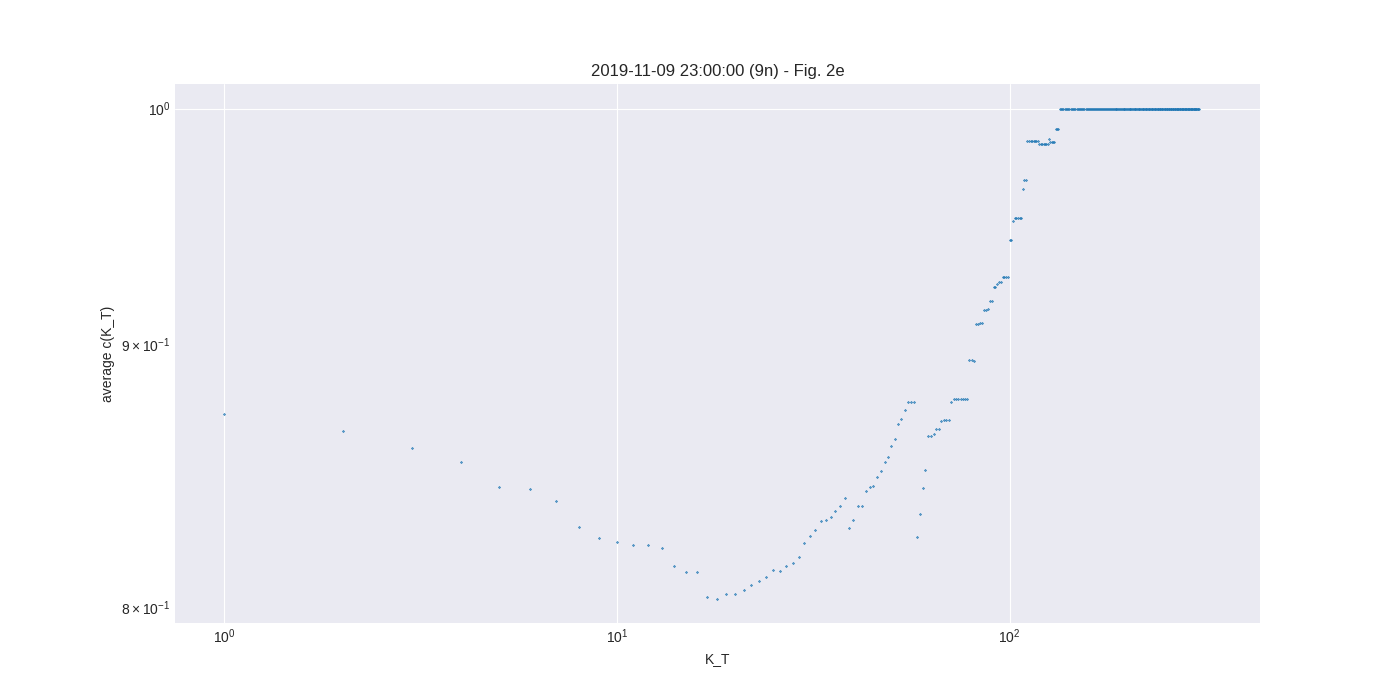 2019-11-09 23:00:00 (9n) - Fig. 2e
10⁰
9 × 10⁻¹
8 × 10⁻¹
average c(K_T)
10⁰ 10¹ 10²
K_T